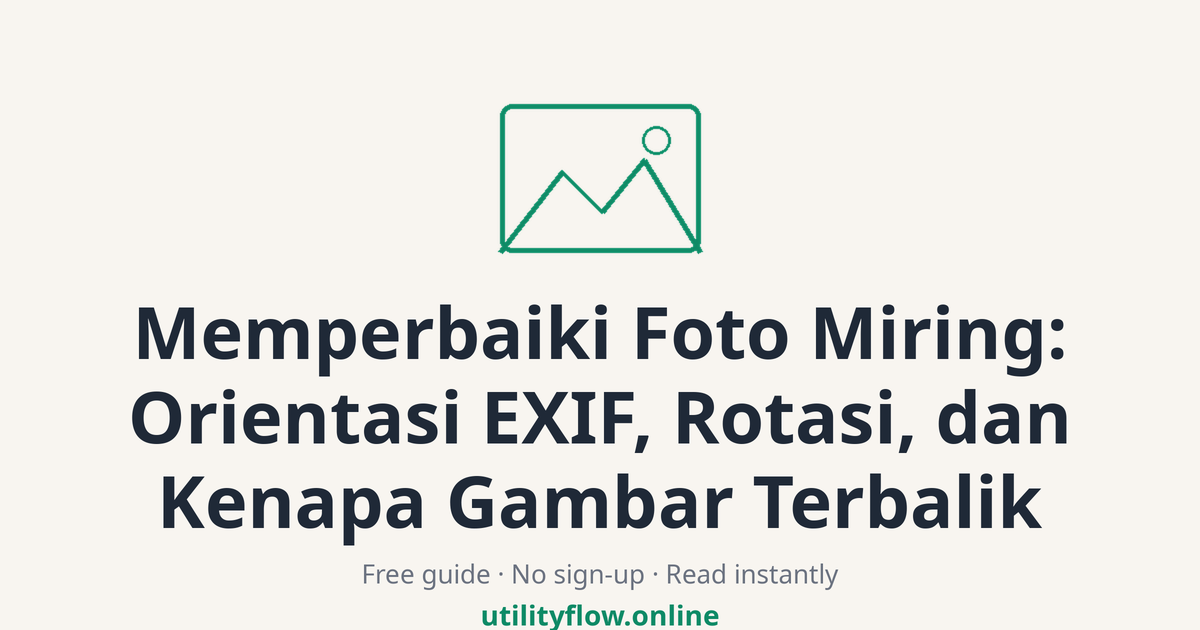 Memperbaiki Foto Miring:
Orientasi EXIF, Rotasi, dan
Kenapa Gambar Terbalik
Free guide · No sign-up · Read instantly
utilityflow.online